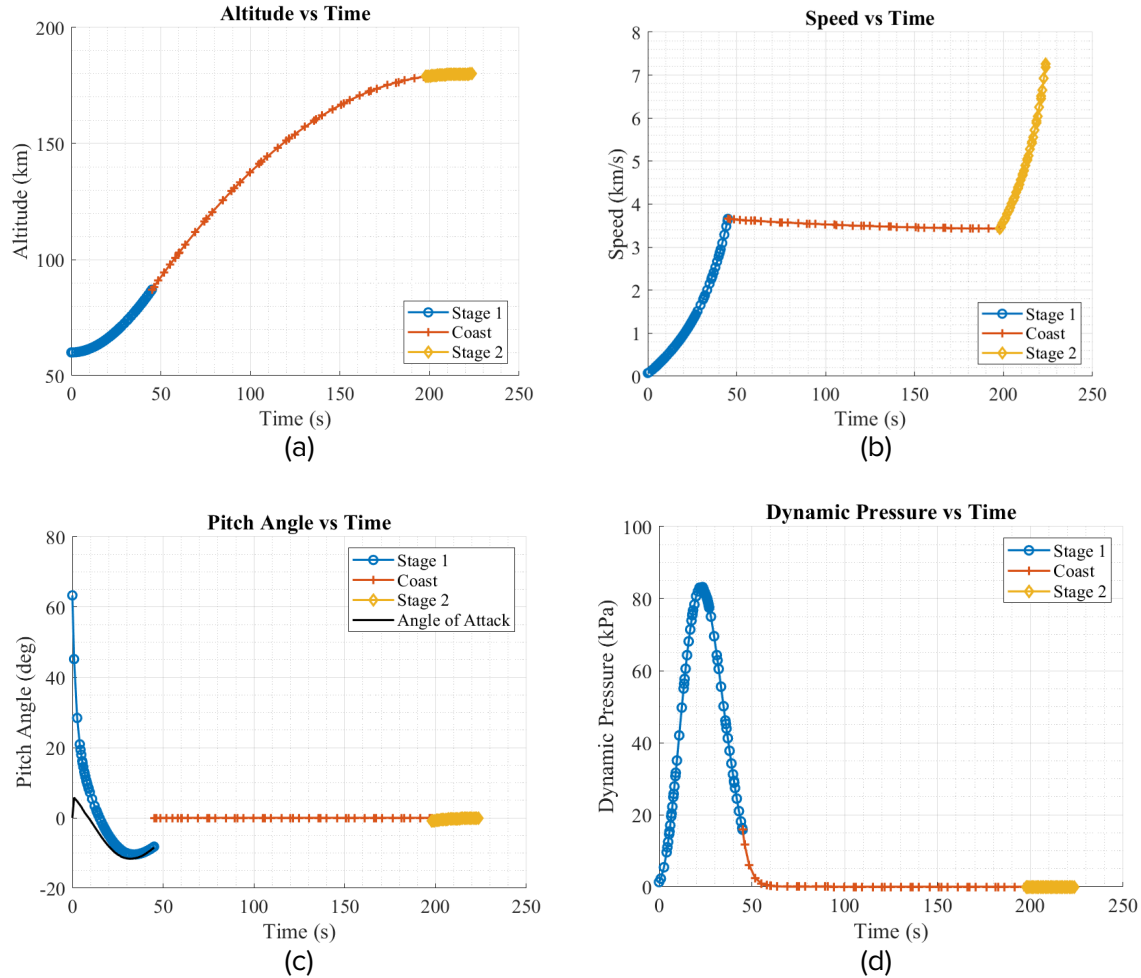 Altitude vs Time
200
150
100
50
0 50 100 150 200 250
Altitude (km)
Time (s)
Stage 1
Coast
Stage 2
(a)
Speed vs Time
8
7
6
5
4
3
2
1
0
0 50 100 150 200 250
Speed (km/s)
Time (s)
Stage 1
Coast
Stage 2
(b)
Pitch Angle vs Time
80
60
40
20
0
-20
0 50 100 150 200 250
Pitch Angle (deg)
Time (s)
Stage 1
Coast
Stage 2
Angle of Attack
(c)
Dynamic Pressure vs Time
100
80
60
40
20
0
0 50 100 150 200 250
Dynamic Pressure (kPa)
Time (s)
Stage 1
Coast
Stage 2
(d)